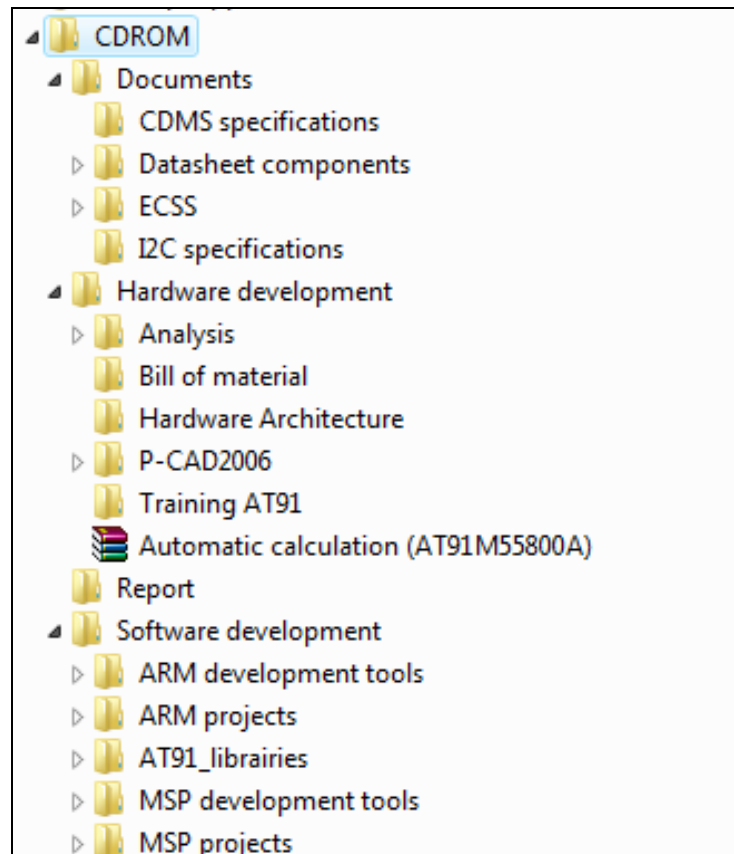 CDROM
Documents
CDMS specifications
Datasheet components
ECSS
I2C specifications
Hardware development
Analysis
Bill of material
Hardware Architecture
P-CAD2006
Training AT91
Automatic calculation (AT91M55800A)
Report
Software development
ARM development tools
ARM projects
AT91_librairies
MSP development tools
MSP projects